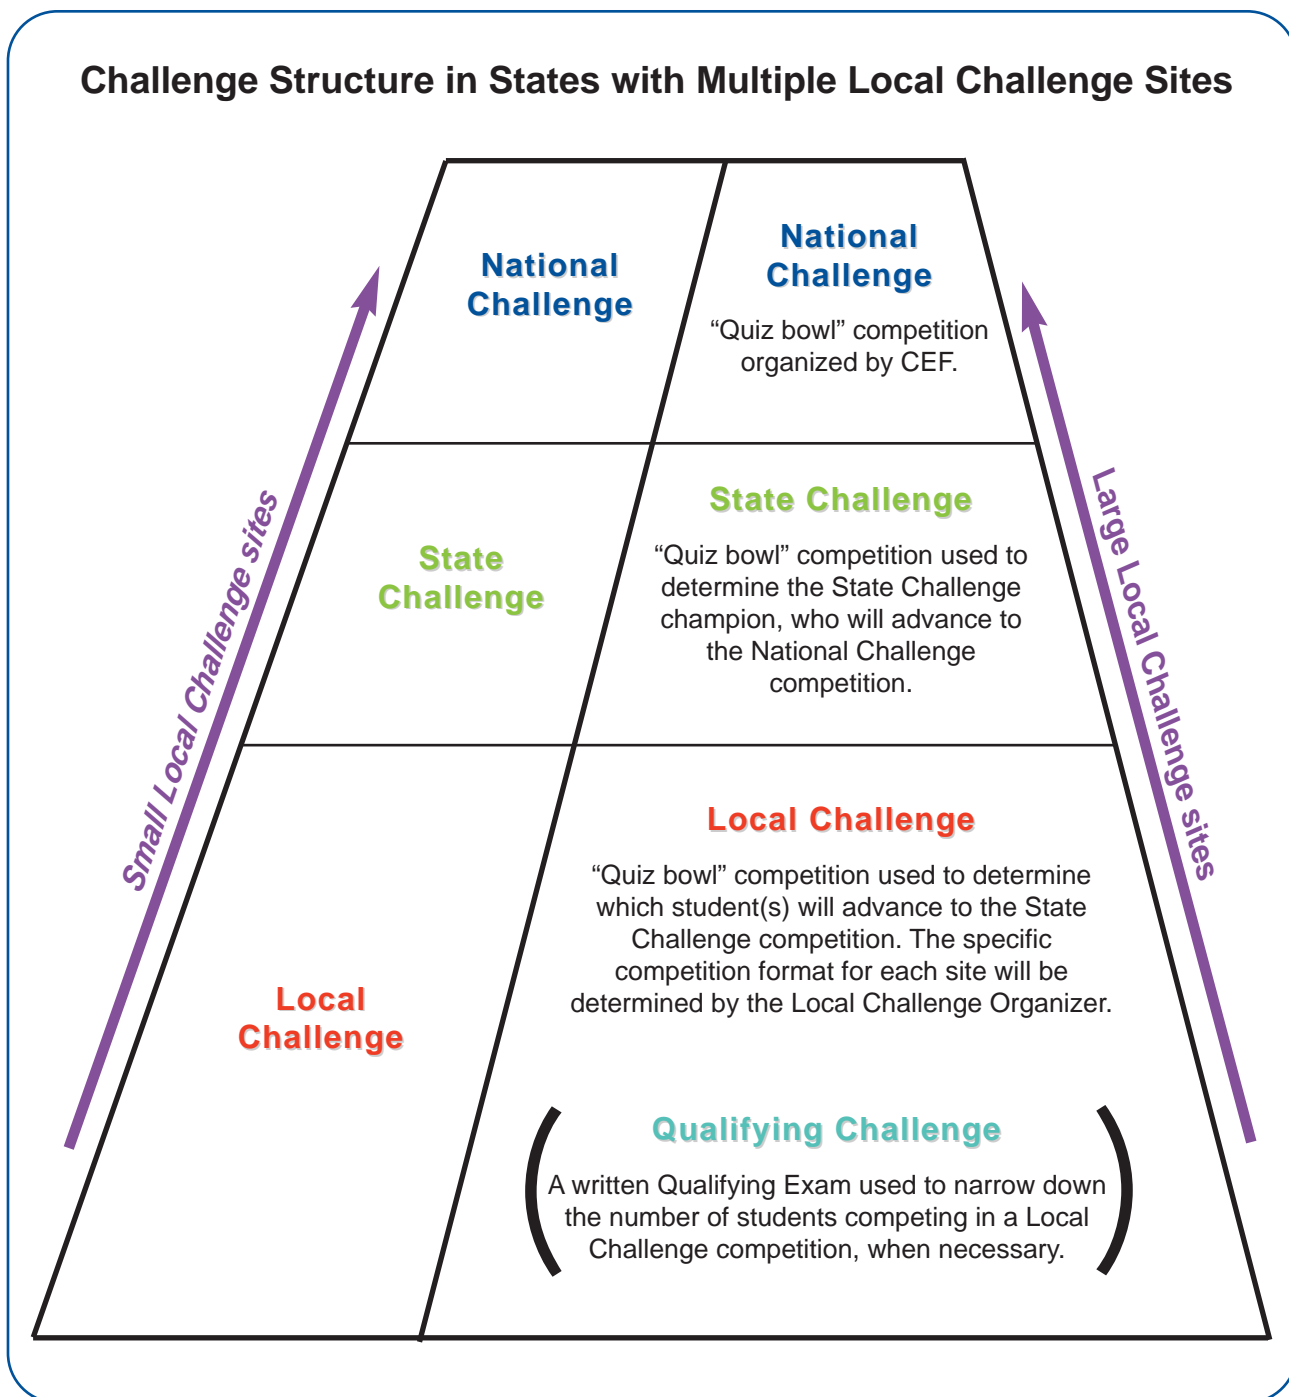 Challenge Structure in States with Multiple Local Challenge Sites
National
Challenge
National
Challenge
“Quiz bowl” competition
organized by CEF.
Small Local Challenge sites
Large Local Challenge sites
State
Challenge
State Challenge
“Quiz bowl” competition used to
determine the State Challenge
champion, who will advance to
the National Challenge
competition.
Local
Challenge
Local Challenge
“Quiz bowl” competition used to determine
which student(s) will advance to the State
Challenge competition. The specific
competition format for each site will be
determined by the Local Challenge Organizer.
Qualifying Challenge
A written Qualifying Exam used to narrow down
the number of students competing in a Local
Challenge competition, when necessary.